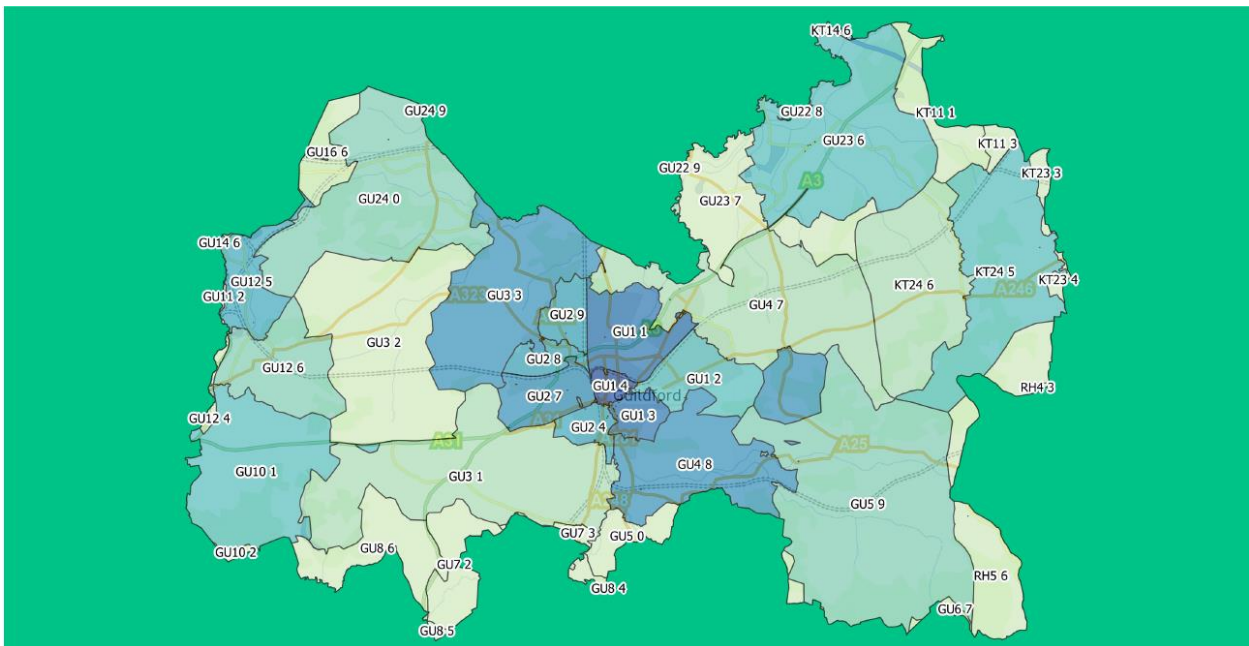 KT14 6
GU24 9
GU22 8
KT11 1
GU23 6
KT11 3
GU16 6
GU22 9
KT23 3
A3
GU24 0
GU23 7
GU14 6
GU12 5
KT24 5
KT23 4
GU11 2
A323
GU3 3
KT24 6
A246
GU2 9
GU4 7
GU1 1
GU3 2
GU2 8
GU12 6
GU1 2
GU1 4
RH4 3
Guildford
GU2 7
GU12 4
GU1 3
GU2 4
A31
A25
GU10 1
GU4 8
GU3 1
GU5 9
GU7 3
GU5 0
GU10 2
GU8 6
GU7 2
RH5 6
GU8 4
GU6 7
GU8 5